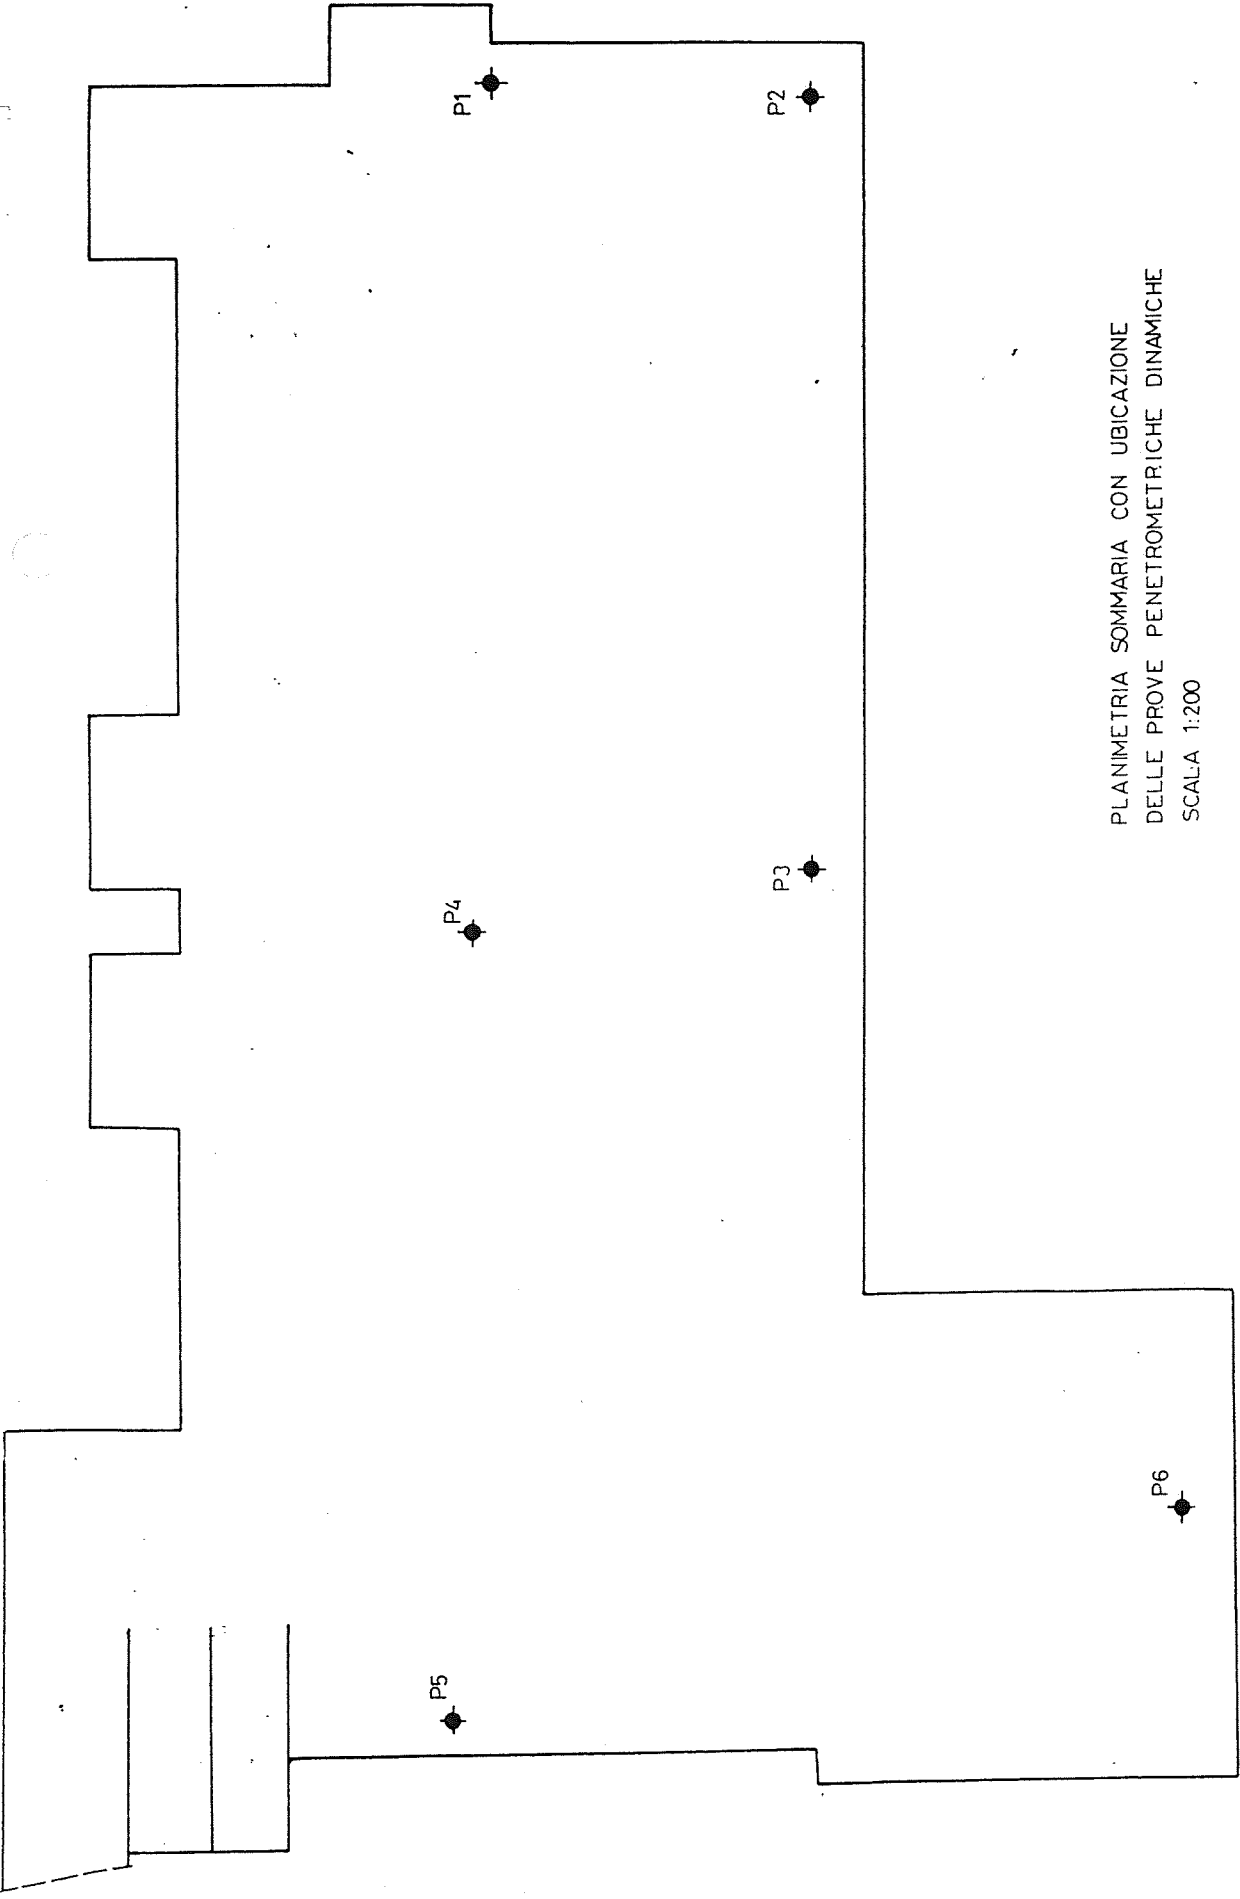 P1
P2
P3
P4
P5
P6
PLANIMETRIA SOMMARIA CON UBICAZIONE
DELLE PROVE PENETROMETRICHE DINAMICHE
SCALA 1:200